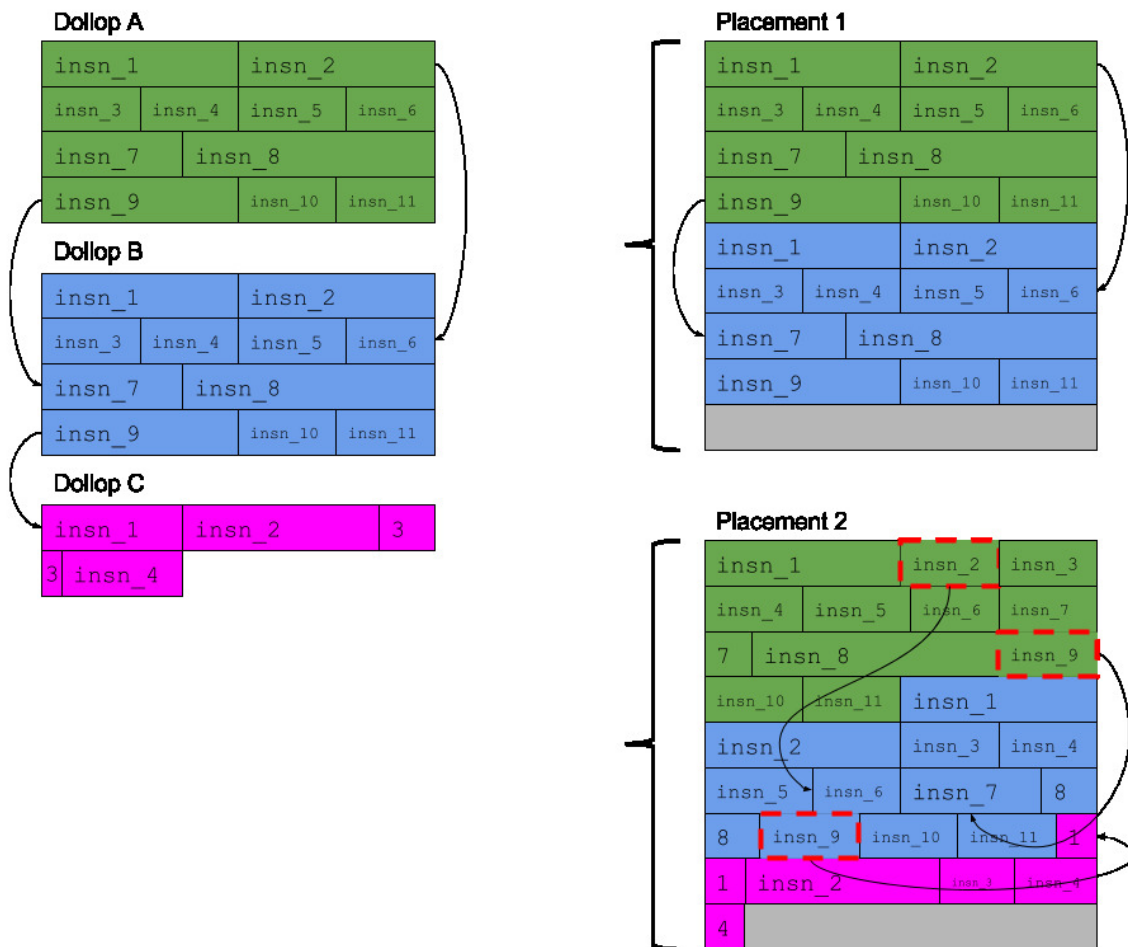 Dollop A
insn_1 insn_2
insn_3 insn_4 insn_5 insn_6
insn_7 insn_8
insn_9 insn_10 insn_11
Dollop B
insn_1 insn_2
insn_3 insn_4 insn_5 insn_6
insn_7 insn_8
insn_9 insn_10 insn_11
Dollop C
insn_1 insn_2 3
3 insn_4
Placement 1
insn_1 insn_2
insn_3 insn_4 insn_5 insn_6
insn_7 insn_8
insn_9 insn_10 insn_11
insn_1 insn_2
insn_3 insn_4 insn_5 insn_6
insn_7 insn_8
insn_9 insn_10 insn_11
Placement 2
insn_1 insn_2 insn_3
insn_4 insn_5 insn_6 insn_7
7 insn_8 insn_9
insn_10 insn_11 insn_1
insn_2 insn_3 insn_4
insn_5 insn_6 insn_7 8
8 insn_9 insn_10 insn_11 1
1 insn_2 insn_3 insn_4
4